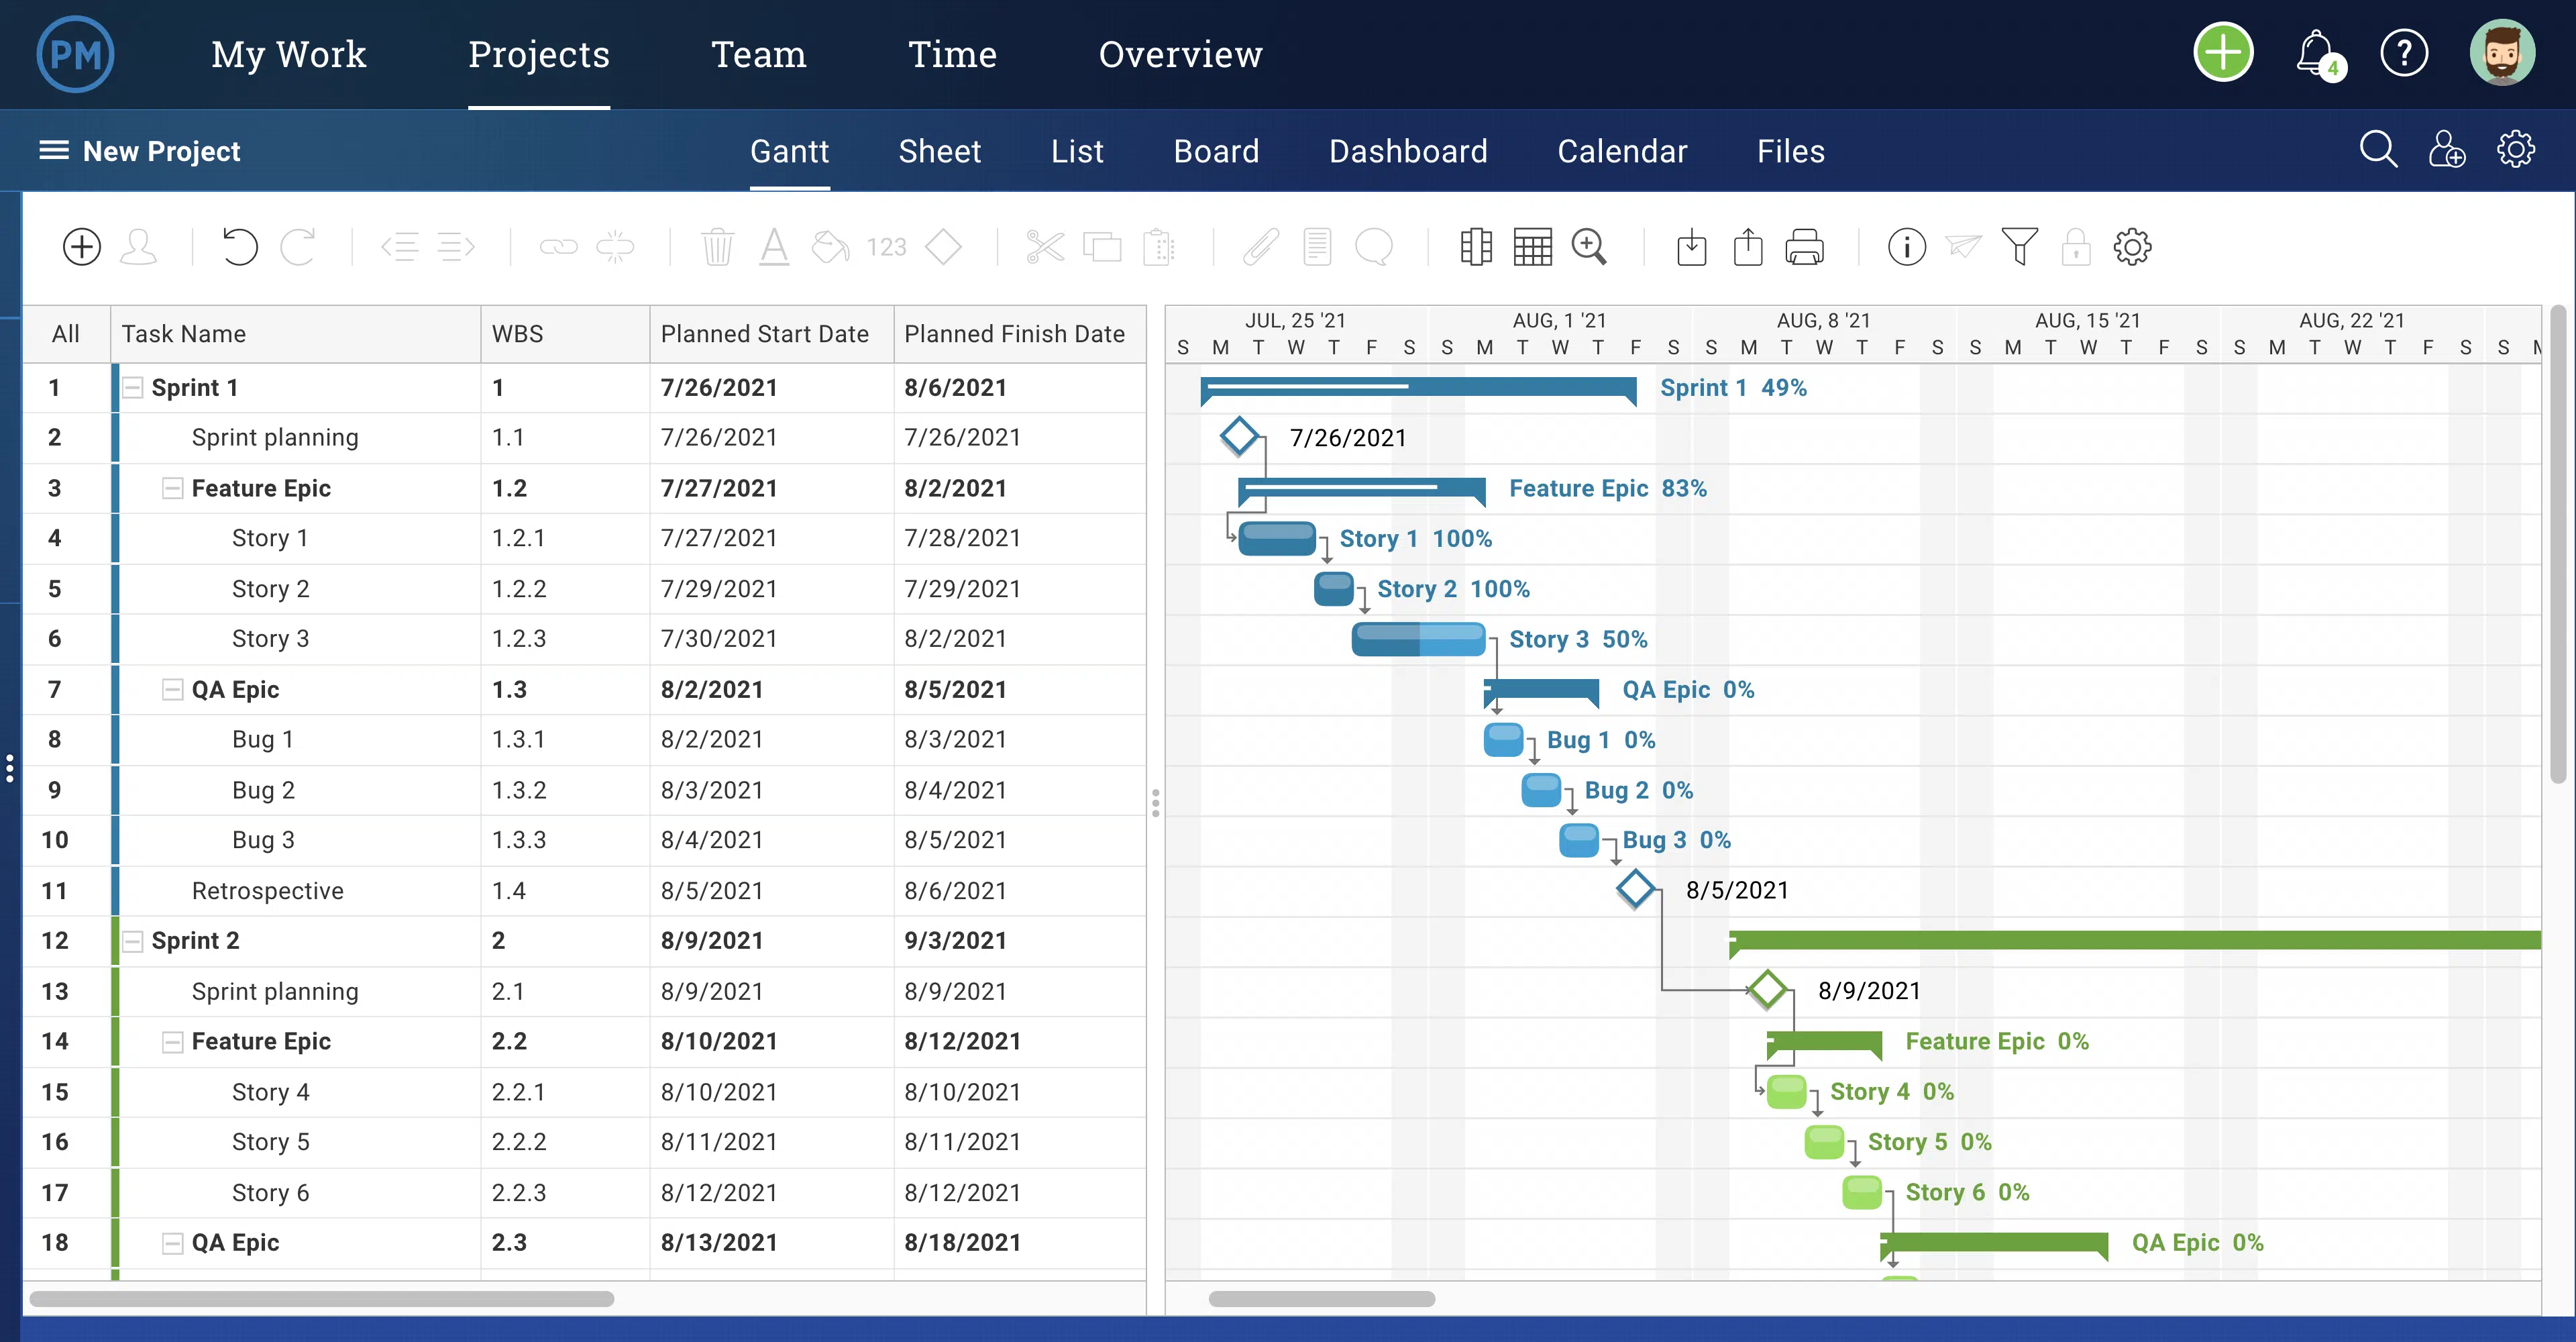 PM My Work Projects Team Time Overview 4 ?
New Project Gantt Sheet List Board Dashboard Calendar Files
A 123 i
All Task Name WBS Planned Start Date Planned Finish Date
JUL, 25 '21 AUG, 1 '21 AUG, 8 '21 AUG, 15 '21 AUG, 22 '21
S M T W T F S S M T W T F S S M T W T F S S M T W T F S S M T W T F S S
1 Sprint 1 1 7/26/2021 8/6/2021 Sprint 1 49%
2 Sprint planning 1.1 7/26/2021 7/26/2021 7/26/2021
3 Feature Epic 1.2 7/27/2021 8/2/2021 Feature Epic 83%
4 Story 1 1.2.1 7/27/2021 7/28/2021 Story 1 100%
5 Story 2 1.2.2 7/29/2021 7/29/2021 Story 2 100%
6 Story 3 1.2.3 7/30/2021 8/2/2021 Story 3 50%
7 QA Epic 1.3 8/2/2021 8/5/2021 QA Epic 0%
8 Bug 1 1.3.1 8/2/2021 8/3/2021 Bug 1 0%
9 Bug 2 1.3.2 8/3/2021 8/4/2021 Bug 2 0%
10 Bug 3 1.3.3 8/4/2021 8/5/2021 Bug 3 0%
11 Retrospective 1.4 8/5/2021 8/6/2021 8/5/2021
12 Sprint 2 2 8/9/2021 9/3/2021
13 Sprint planning 2.1 8/9/2021 8/9/2021 8/9/2021
14 Feature Epic 2.2 8/10/2021 8/12/2021 Feature Epic 0%
15 Story 4 2.2.1 8/10/2021 8/10/2021 Story 4 0%
16 Story 5 2.2.2 8/11/2021 8/11/2021 Story 5 0%
17 Story 6 2.2.3 8/12/2021 8/12/2021 Story 6 0%
18 QA Epic 2.3 8/13/2021 8/18/2021 QA Epic 0%